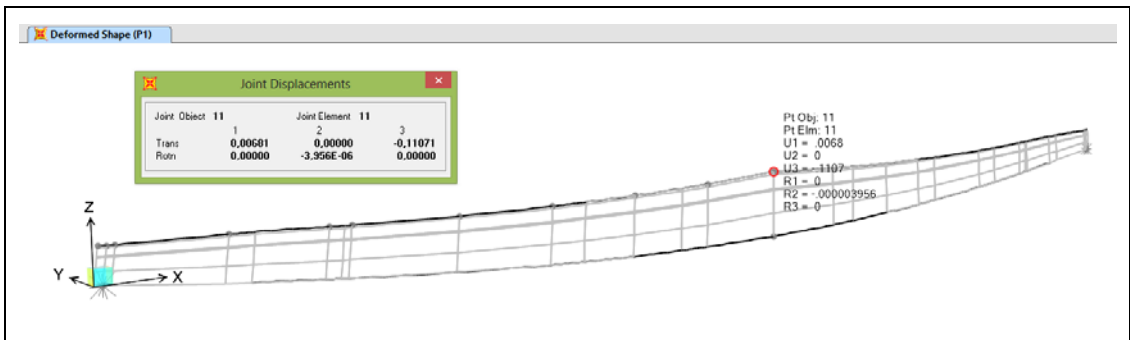 Deformed Shape (P1)
Joint Displacements
Joint Object 11 Joint Element 11
1 2 3
Trans 0,00681 0,00000 -0,11071
Rotn 0,00000 -3,956E-06 0,00000
Pt Obj: 11
Pt Elm: 11
U1 = .0068
U2 = 0
U3 = -.1107
R1 = 0
R2 = -.000003956
R3 = 0
Z
Y
X